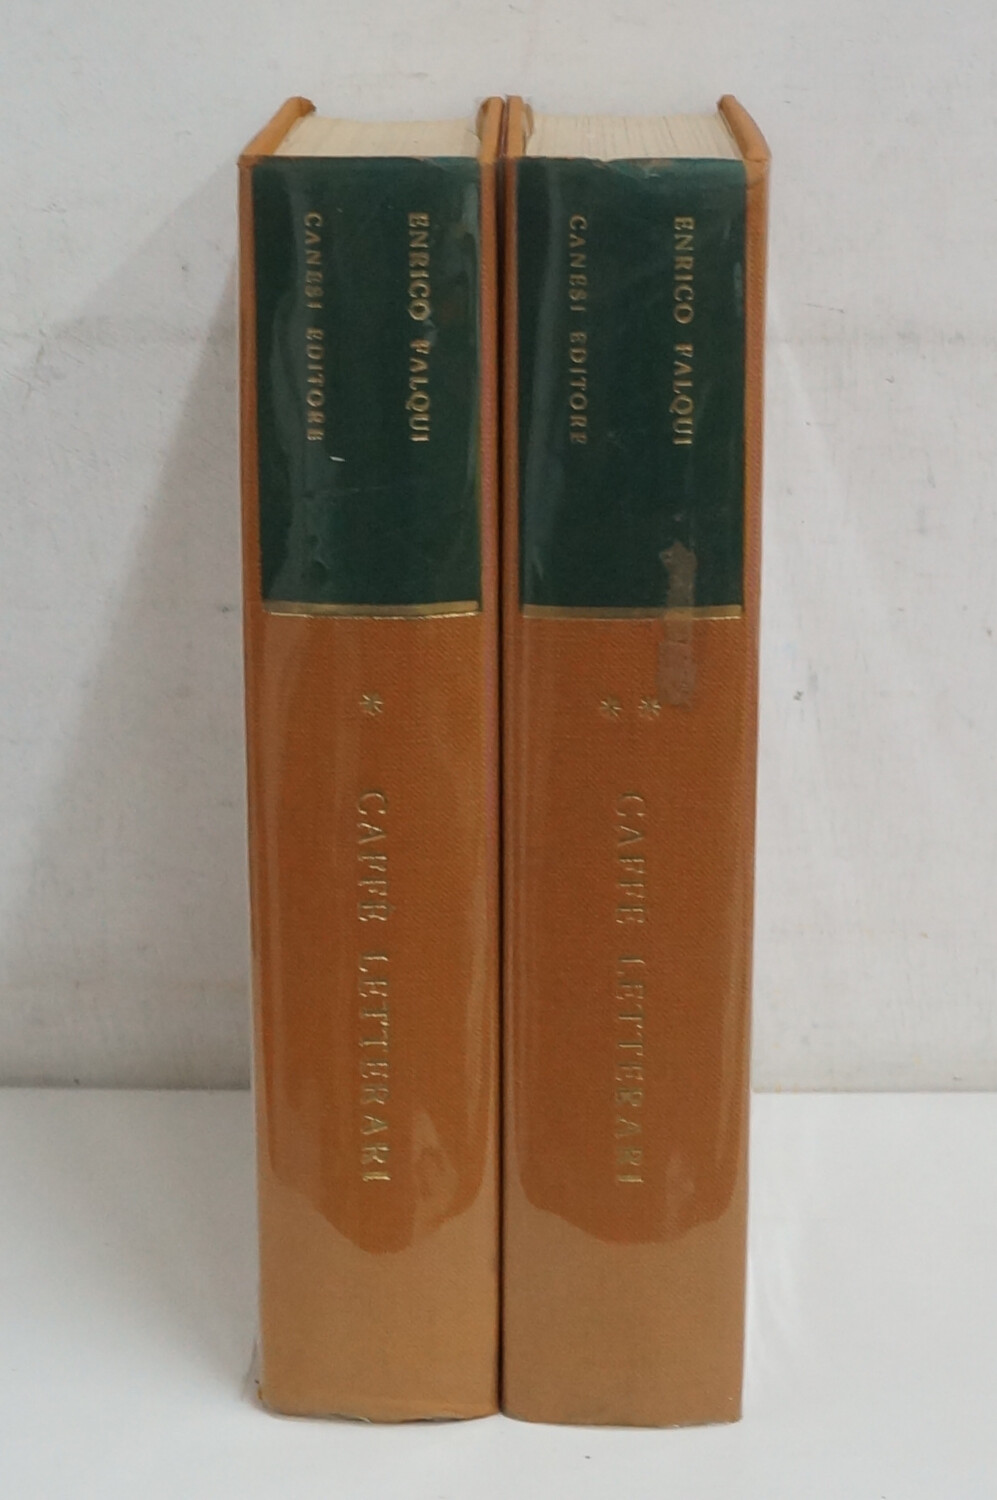 ENRICO FALQUI
CANESI EDITORE
*
CAFFÈ LETTERARI
ENRICO FALQUI
CANESI EDITORE
* *
CAFFÈ LETTERARI